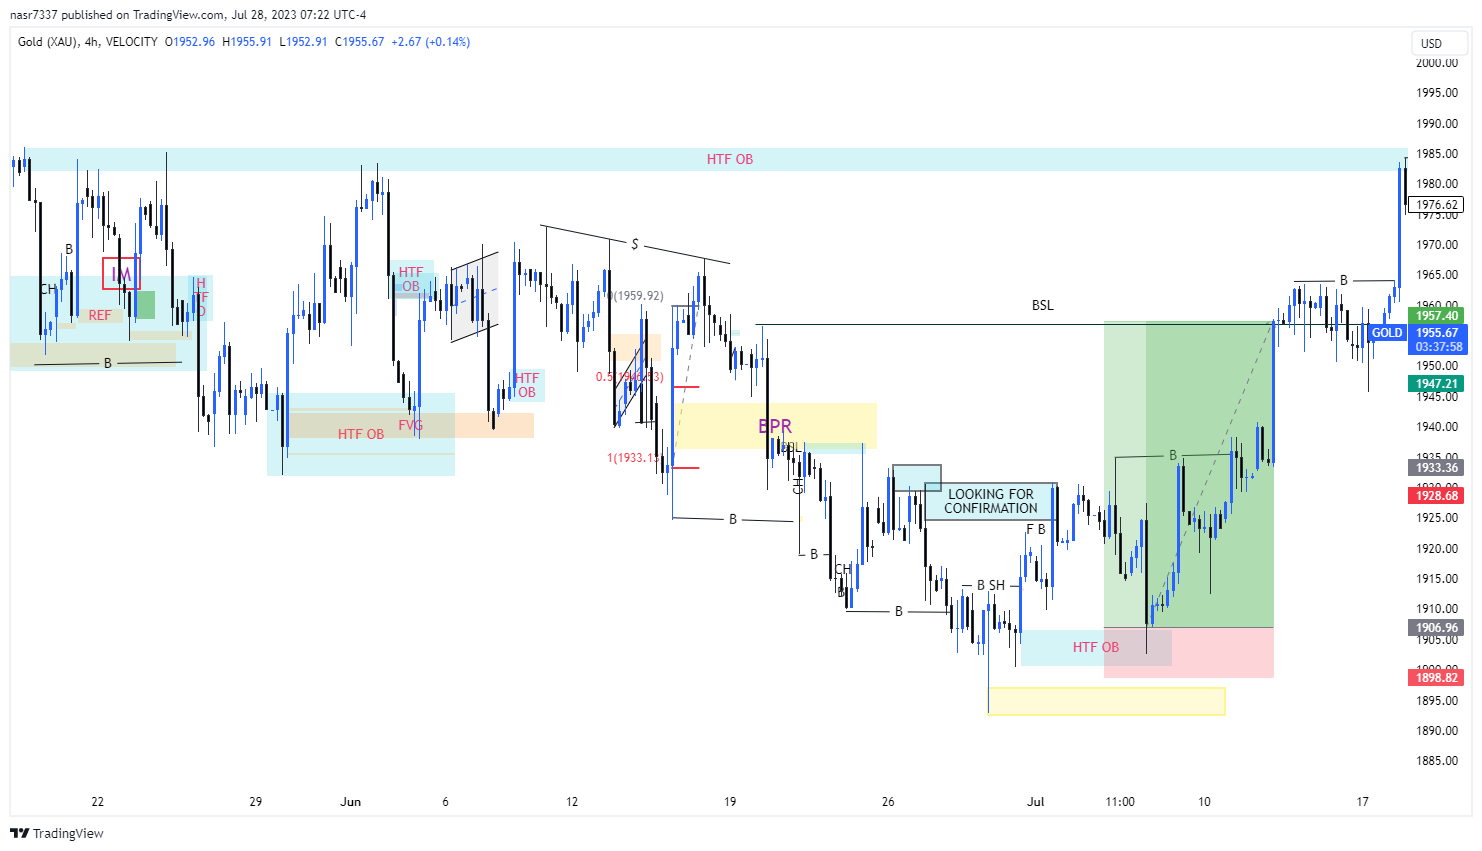 nasr7337 published on TradingView.com, Jul 28, 2023 07:22 UTC-4
Gold (XAU), 4h, VELOCITY O1952.96 H1955.91 L1952.91 C1955.67 +2.67 (+0.14%)
USD
2000.00
1995.00
1990.00
1985.00
1980.00
1976.62
1975.00
1970.00
1965.00
1960.00
1957.40
GOLD 1955.67
03:37:58
1950.00
1947.21
1945.00
1940.00
1935.00
1933.36
1930.00
1928.68
1925.00
1920.00
1915.00
1910.00
1906.96
1905.00
1900.00
1898.82
1895.00
1890.00
1885.00
HTF OB
B
CH
IM
REF
H
TF
O
B
HTF
OB
$
0(1959.92)
BSL
B
HTF
OB
0.5(1946.53)
FVG
HTF OB
BPR
1(1933.13
CH
B
B
B
LOOKING FOR
CONFIRMATION
F B
CH
B
B
B SH
B
HTF OB
22
29
Jun
6
12
19
26
Jul
11:00
10
17
TradingView